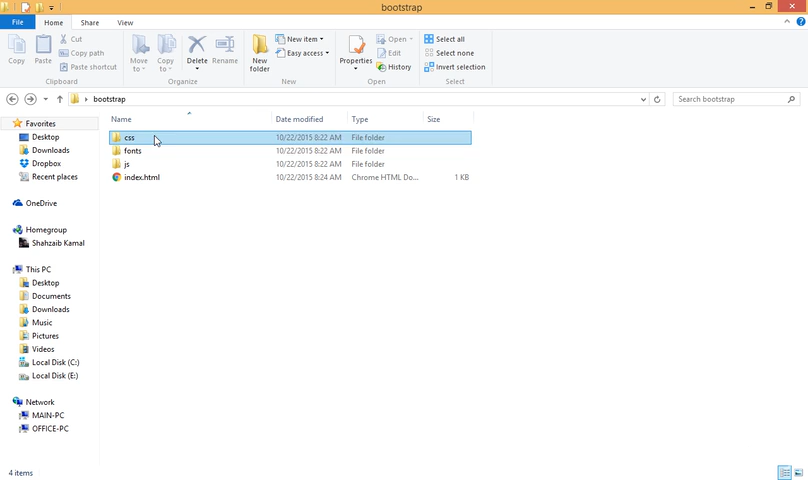 bootstrap
File Home Share View
Copy Paste Cut Copy path Paste shortcut Move to Copy to Delete Rename New folder New item Easy access Properties Open Edit History Select all Select none Invert selection
Clipboard Organize New Open Select
bootstrap Search bootstrap
Favorites
Desktop
Downloads
Dropbox
Recent places
OneDrive
Homegroup
Shahzaib Kamal
This PC
Desktop
Documents
Downloads
Music
Pictures
Videos
Local Disk (C:)
Local Disk (E:)
Network
MAIN-PC
OFFICE-PC
Name Date modified Type Size
css 10/22/2015 8:22 AM File folder
fonts 10/22/2015 8:22 AM File folder
js 10/22/2015 8:22 AM File folder
index.html 10/22/2015 8:24 AM Chrome HTML Do... 1 KB
4 items